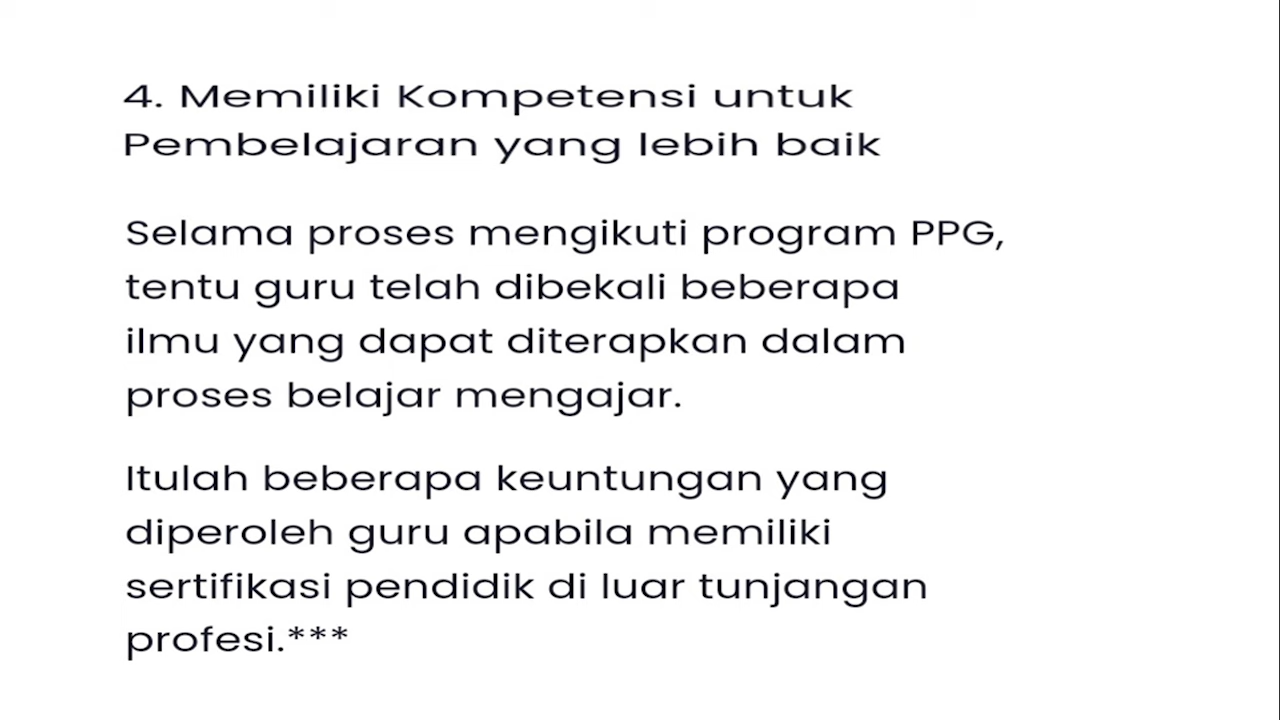 4. Memiliki Kompetensi untuk
Pembelajaran yang lebih baik
Selama proses mengikuti program PPG,
tentu guru telah dibekali beberapa
ilmu yang dapat diterapkan dalam
proses belajar mengajar.
Itulah beberapa keuntungan yang
diperoleh guru apabila memiliki
sertifikasi pendidik di luar tunjangan
profesi.***